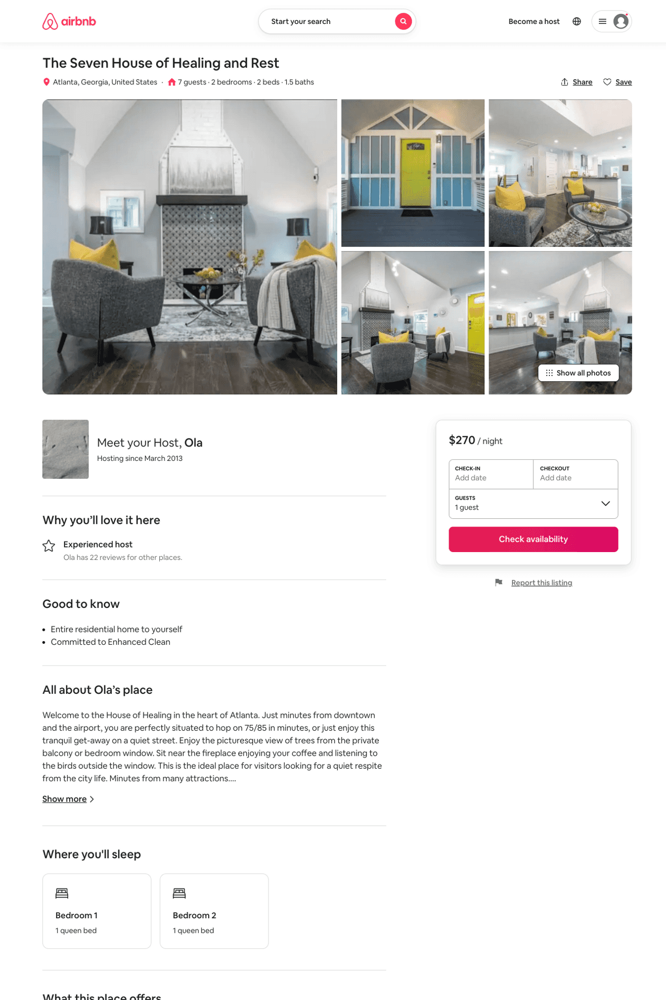 airbnb
Start your search
Become a host
The Seven House of Healing and Rest
Atlanta, Georgia, United States · 7 guests · 2 bedrooms · 2 beds · 1.5 baths
Share
Save
Show all photos
Meet your Host, Ola
Hosting since March 2013
$270 / night
CHECK-IN
Add date
CHECKOUT
Add date
GUESTS
1 guest
Check availability
Report this listing
Why you’ll love it here
Experienced host
Ola has 22 reviews for other places.
Good to know
• Entire residential home to yourself
• Committed to Enhanced Clean
All about Ola’s place
Welcome to the House of Healing in the heart of Atlanta. Just minutes from downtown
and the airport, you are perfectly situated to hop on 75/85 in minutes, or just enjoy this
tranquil get-away on a quiet street. Enjoy the picturesque view of trees from the private
balcony or bedroom window. Sit near the fireplace enjoying your coffee and listening to
the birds outside the window. This is the ideal place for visitors looking for a quiet respite
from the city life. Minutes from many attractions....
Show more
Where you'll sleep
Bedroom 1
1 queen bed
Bedroom 2
1 queen bed
What this place offers